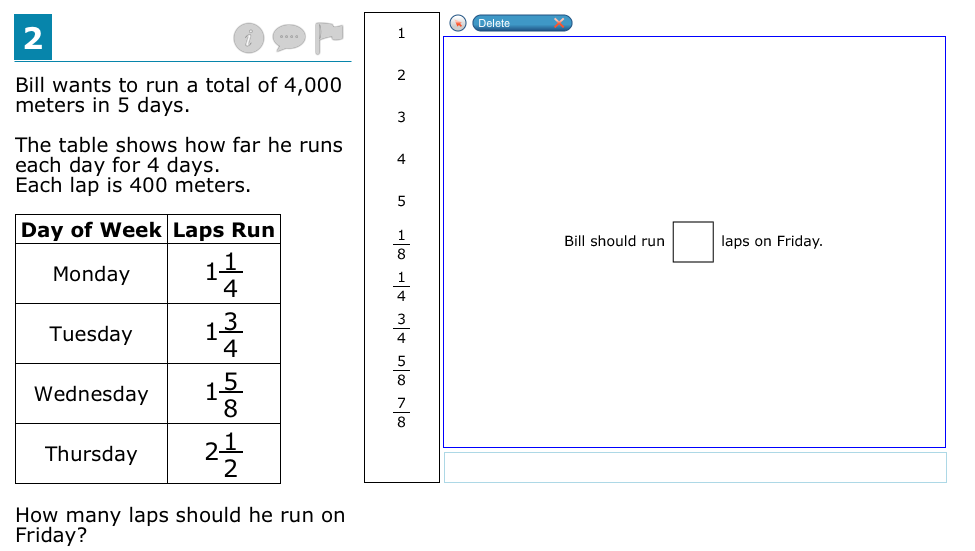 2
i
Bill wants to run a total of 4,000
meters in 5 days.
The table shows how far he runs
each day for 4 days.
Each lap is 400 meters.
Day of Week Laps Run
Monday 1 1/4
Tuesday 1 3/4
Wednesday 1 5/8
Thursday 2 1/2
How many laps should he run on
Friday?
1
2
3
4
5
1/8
1/4
3/4
5/8
7/8
Delete
Bill should run laps on Friday.